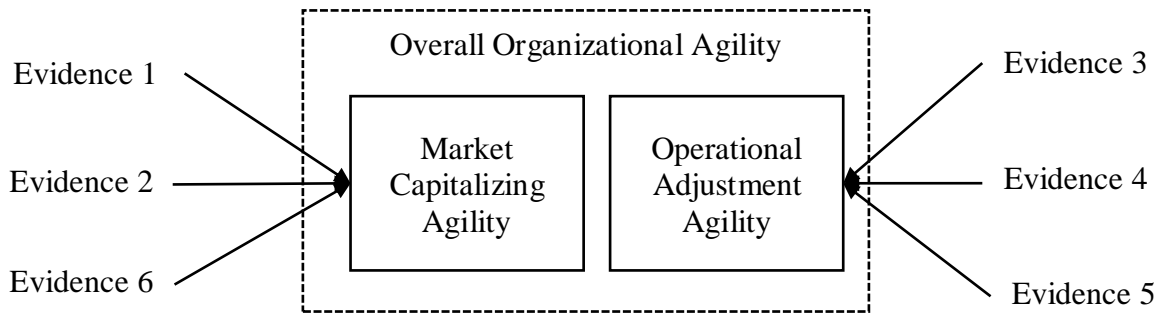 Overall Organizational Agility
Evidence 1
Evidence 2
Evidence 6
Market
Capitalizing
Agility
Operational
Adjustment
Agility
Evidence 3
Evidence 4
Evidence 5